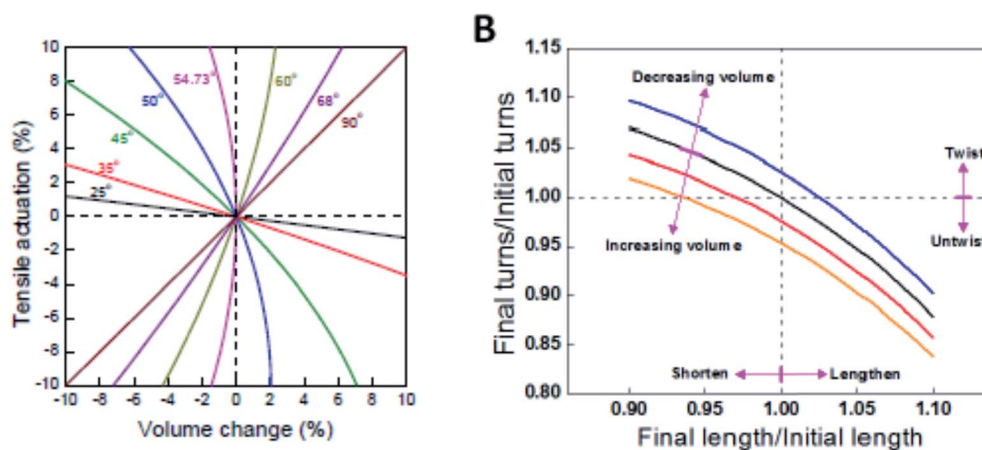 B
10
8
6
4
2
0
-2
-4
-6
-8
-10
Tensile actuation (%)
54.73°
60°
50°
68°
90°
45°
35°
25°
-10 -8 -6 -4 -2 0 2 4 6 8 10
Volume change (%)
1.15
1.10
1.05
1.00
0.95
0.90
0.85
0.80
Final turns/Initial turns
Decreasing volume
Twist
Increasing volume
Untwist
Shorten
Lengthen
0.90 0.95 1.00 1.05 1.10
Final length/Initial length